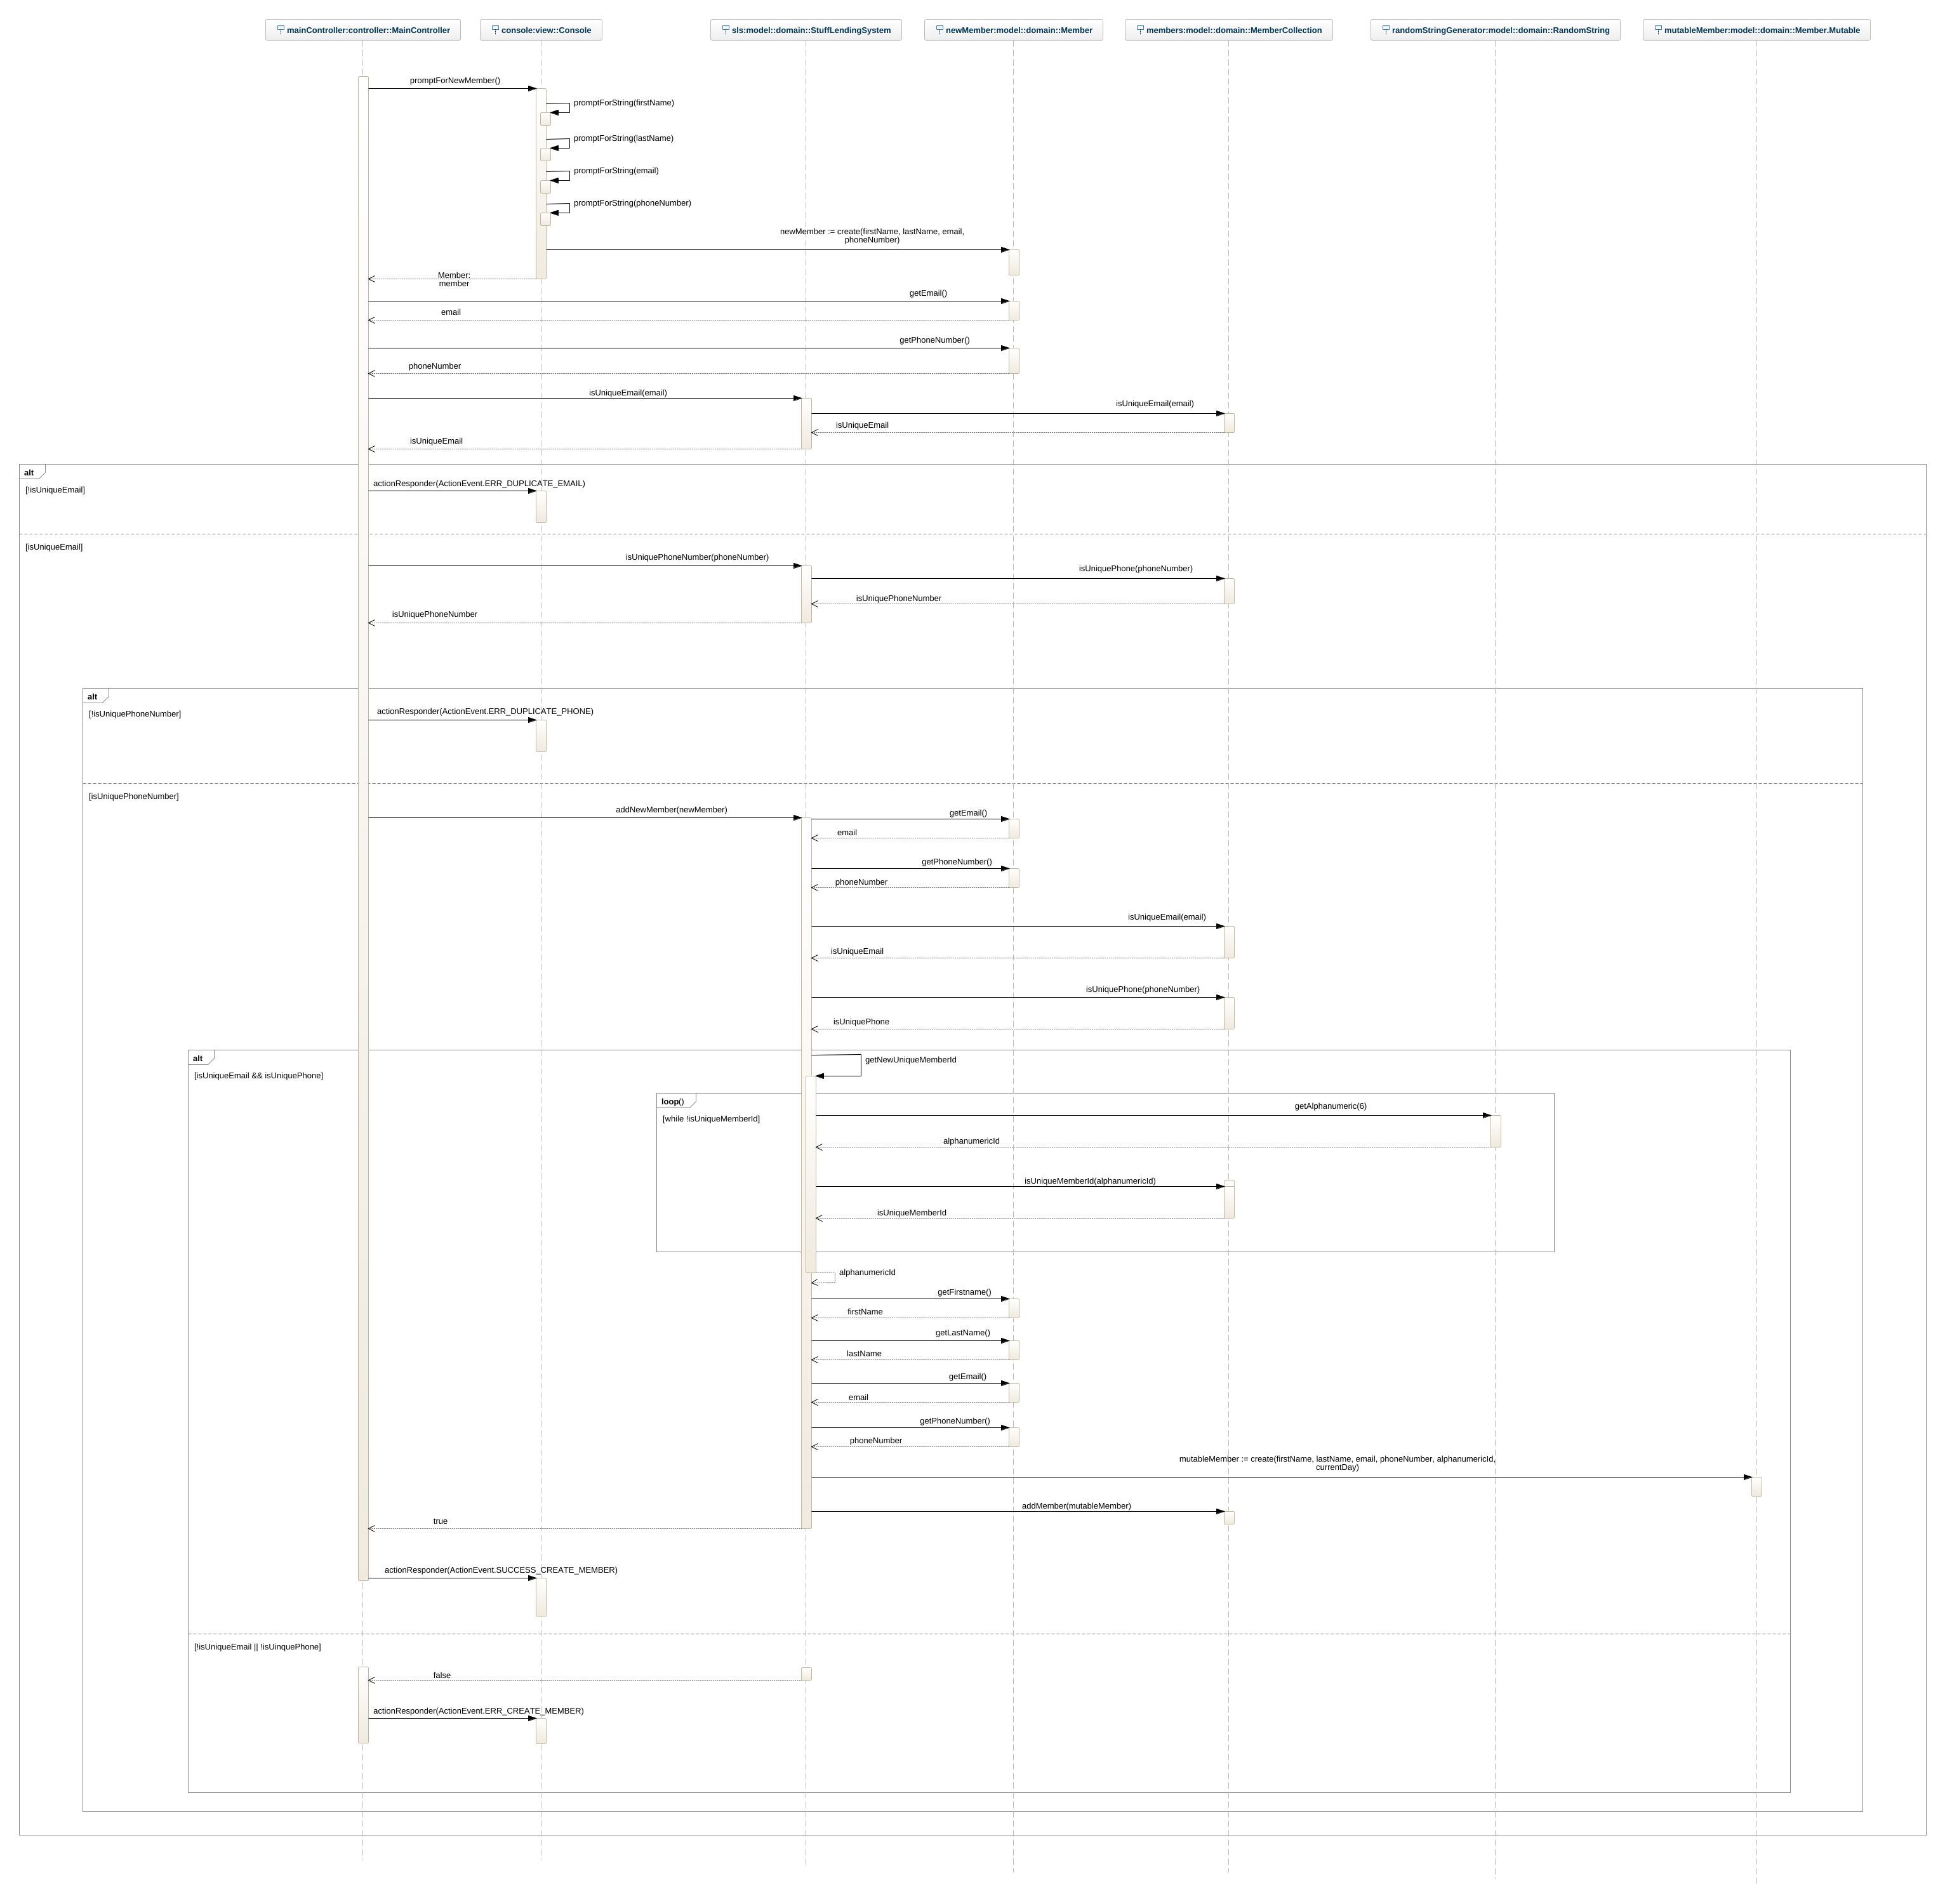 mainController:controller::MainController
console:view::Console
sls:model::domain::StuffLendingSystem
newMember:model::domain::Member
members:model::domain::MemberCollection
randomStringGenerator:model::domain::RandomString
mutableMember:model::domain::Member.Mutable
promptForNewMember()
promptForString(firstName)
promptForString(lastName)
promptForString(email)
promptForString(phoneNumber)
newMember := create(firstName, lastName, email,
phoneNumber)
Member:
member
getEmail()
email
getPhoneNumber()
phoneNumber
isUniqueEmail(email)
isUniqueEmail(email)
isUniqueEmail
isUniqueEmail
alt
[!isUniqueEmail]
actionResponder(ActionEvent.ERR_DUPLICATE_EMAIL)
[isUniqueEmail]
isUniquePhoneNumber(phoneNumber)
isUniquePhone(phoneNumber)
isUniquePhoneNumber
isUniquePhoneNumber
alt
[!isUniquePhoneNumber]
actionResponder(ActionEvent.ERR_DUPLICATE_PHONE)
[isUniquePhoneNumber]
addNewMember(newMember)
getEmail()
email
getPhoneNumber()
phoneNumber
isUniqueEmail(email)
isUniqueEmail
isUniquePhone(phoneNumber)
isUniquePhone
alt
[isUniqueEmail && isUniquePhone]
getNewUniqueMemberId
loop()
[while !isUniqueMemberId]
getAlphanumeric(6)
alphanumericId
isUniqueMemberId(alphanumericId)
isUniqueMemberId
alphanumericId
getFirstname()
firstName
getLastName()
lastName
getEmail()
email
getPhoneNumber()
phoneNumber
mutableMember := create(firstName, lastName, email, phoneNumber, alphanumericId,
currentDay)
addMember(mutableMember)
true
actionResponder(ActionEvent.SUCCESS_CREATE_MEMBER)
[!isUniqueEmail || !isUinquePhone]
false
actionResponder(ActionEvent.ERR_CREATE_MEMBER)